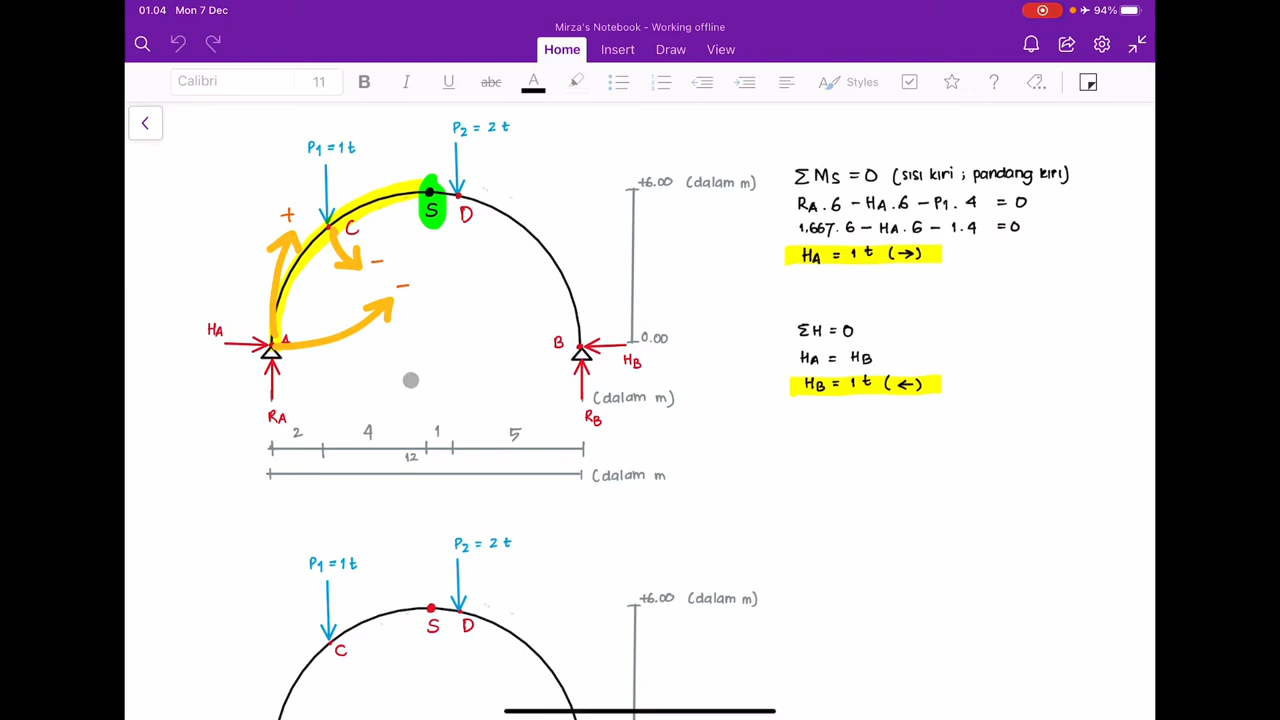 01.04 Mon 7 Dec
94%
Mirza's Notebook - Working offline
Home Insert Draw View
Calibri 11 B I U abc A Styles ?
P2 = 2 t
P1 = 1 t
+6.00 (dalam m)
S
D
C
+
-
-
HA
A
B
0.00
HB
(dalam m)
RA
RB
2 4 1 5
12
(dalam m
ΣMS = 0 (sisi kiri ; pandang kiri)
RA . 6 - HA . 6 - P1 . 4 = 0
1,667 . 6 - HA . 6 - 1 . 4 = 0
HA = 1 t (→)
ΣH = 0
HA = HB
HB = 1 t (←)
P2 = 2 t
P1 = 1 t
+6.00 (dalam m)
S D
C